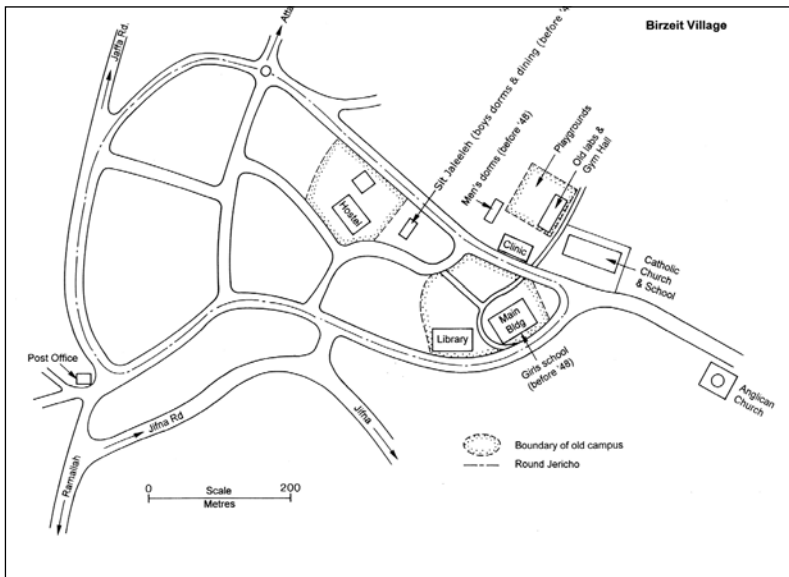 Birzeit Village
Jaffa Rd.
Sit Jaleeleh (boys dorms & dining (before
Men's dorms (before '48)
Playgrounds
Old labs &
Gym Hall
Hostel
Clinic
Catholic
Church
& School
Main
Bldg
Library
Girls school
(before '48)
Post Office
Anglican
Church
Jifna Rd
Jifna
Ramallah
Boundary of old campus
Round Jericho
0 Scale 200
Metres